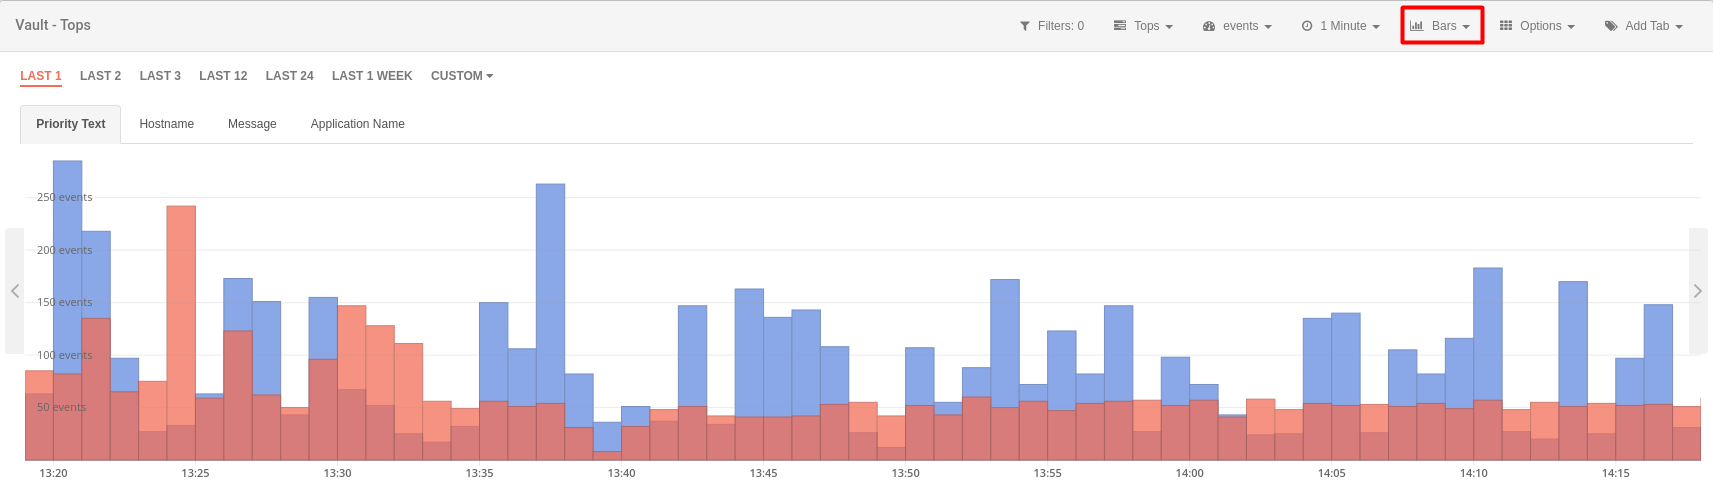 Vault - Tops
Filters: 0 Tops events 1 Minute Bars Options Add Tab
LAST 1 LAST 2 LAST 3 LAST 12 LAST 24 LAST 1 WEEK CUSTOM
Priority Text Hostname Message Application Name
250 events
200 events
150 events
100 events
50 events
13:20 13:25 13:30 13:35 13:40 13:45 13:50 13:55 14:00 14:05 14:10 14:15